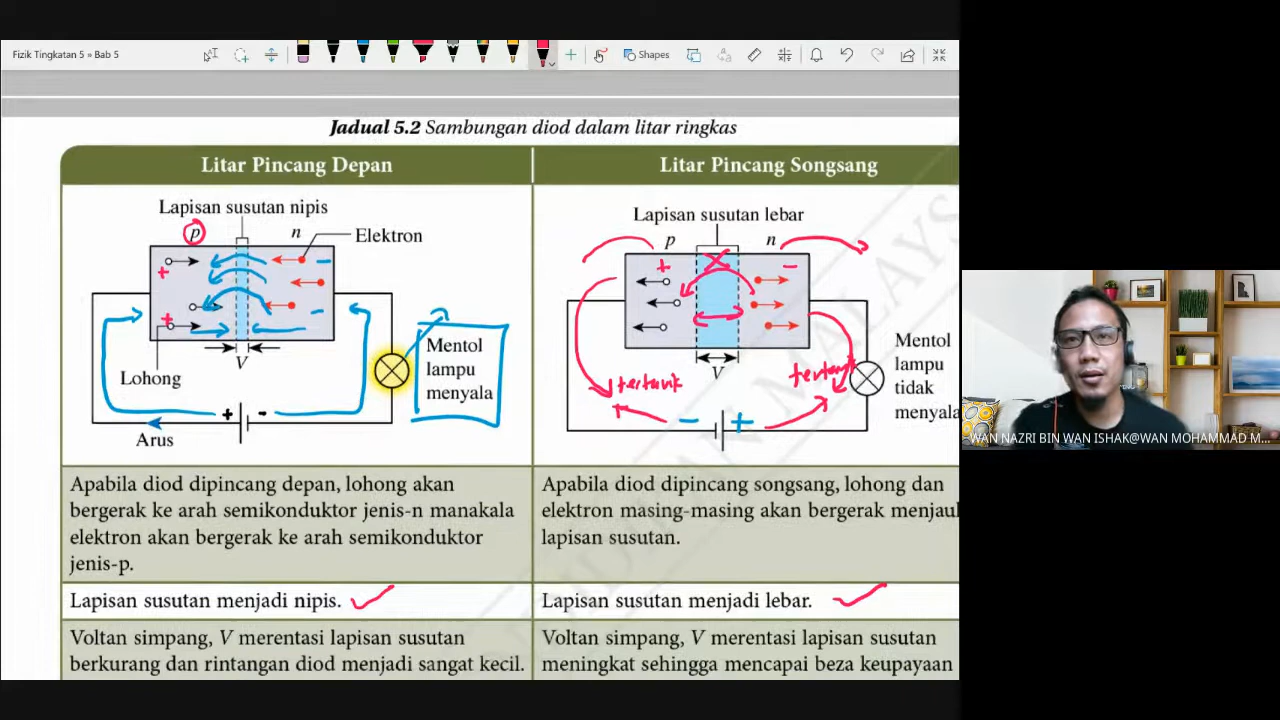 Fizik Tingkatan 5 » Bab 5
Shapes
Jadual 5.2 Sambungan diod dalam litar ringkas
Litar Pincang Depan
Lapisan susutan nipis
p
n
Elektron
+
-
+
-
Lohong
V
Mentol
lampu
menyala
+
-
Arus
Apabila diod dipincang depan, lohong akan
bergerak ke arah semikonduktor jenis-n manakala
elektron akan bergerak ke arah semikonduktor
jenis-p.
Lapisan susutan menjadi nipis.
Voltan simpang, V merentasi lapisan susutan
berkurang dan rintangan diod menjadi sangat kecil.
Litar Pincang Songsang
Lapisan susutan lebar
p
n
+
-
V
tertarik
Mentol
lampu
tidak
menyala
-
+
Apabila diod dipincang songsang, lohong dan
elektron masing-masing akan bergerak
lapisan susutan.
Lapisan susutan menjadi lebar.
Voltan simpang, V merentasi lapisan susutan
meningkat sehingga mencapai beza keupayaan
WAN NAZRI BIN WAN ISHAK@WAN MOHAMMAD M...